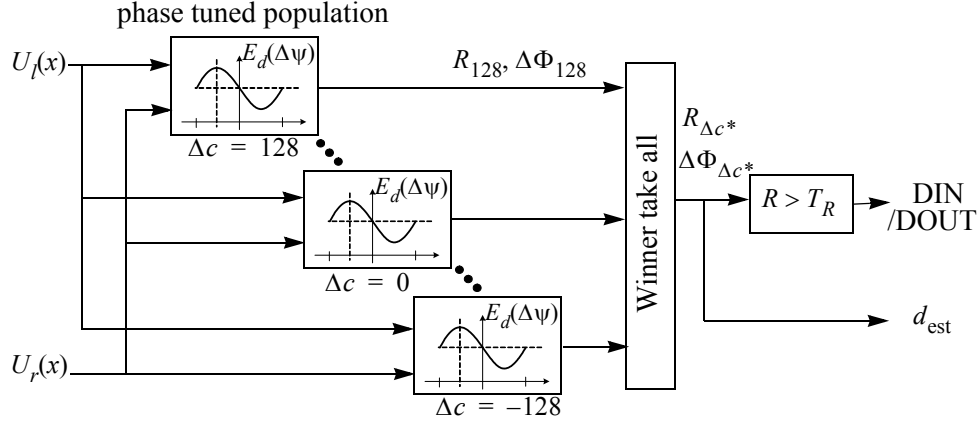 phase tuned population
U_l(x)
E_d(Δψ)
R_128, ΔΦ_128
Δc = 128
R_Δc*
ΔΦ_Δc*
E_d(Δψ)
Winner take all
R > T_R
DIN
/DOUT
Δc = 0
E_d(Δψ)
d_est
U_r(x)
Δc = –128